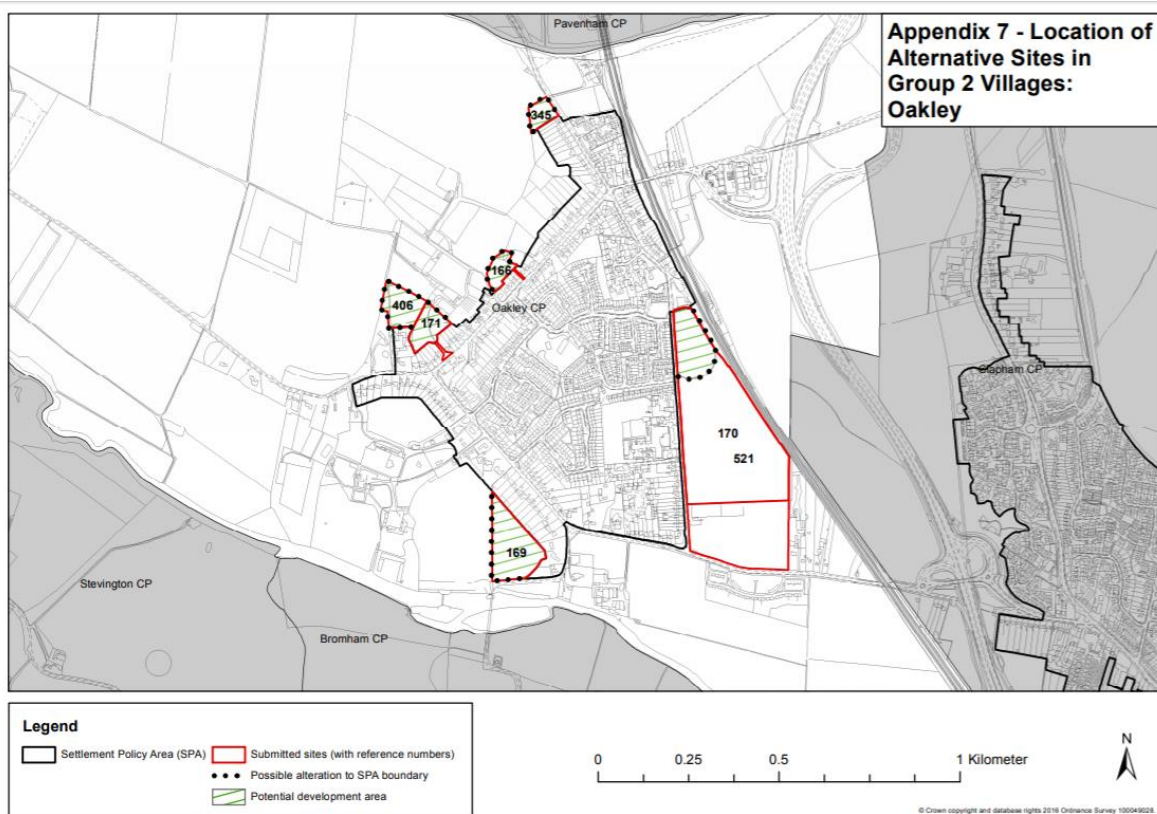 Pavenham CP
Appendix 7 - Location of
Alternative Sites in
Group 2 Villages:
Oakley
345
166
Oakley CP
406
171
Clapham CP
170
521
169
Stevington CP
Bromham CP
Legend
Settlement Policy Area (SPA)
Submitted sites (with reference numbers)
Possible alteration to SPA boundary
Potential development area
0 0.25 0.5 1 Kilometer
N
© Crown copyright and database rights 2016 Ordnance Survey 100049028.